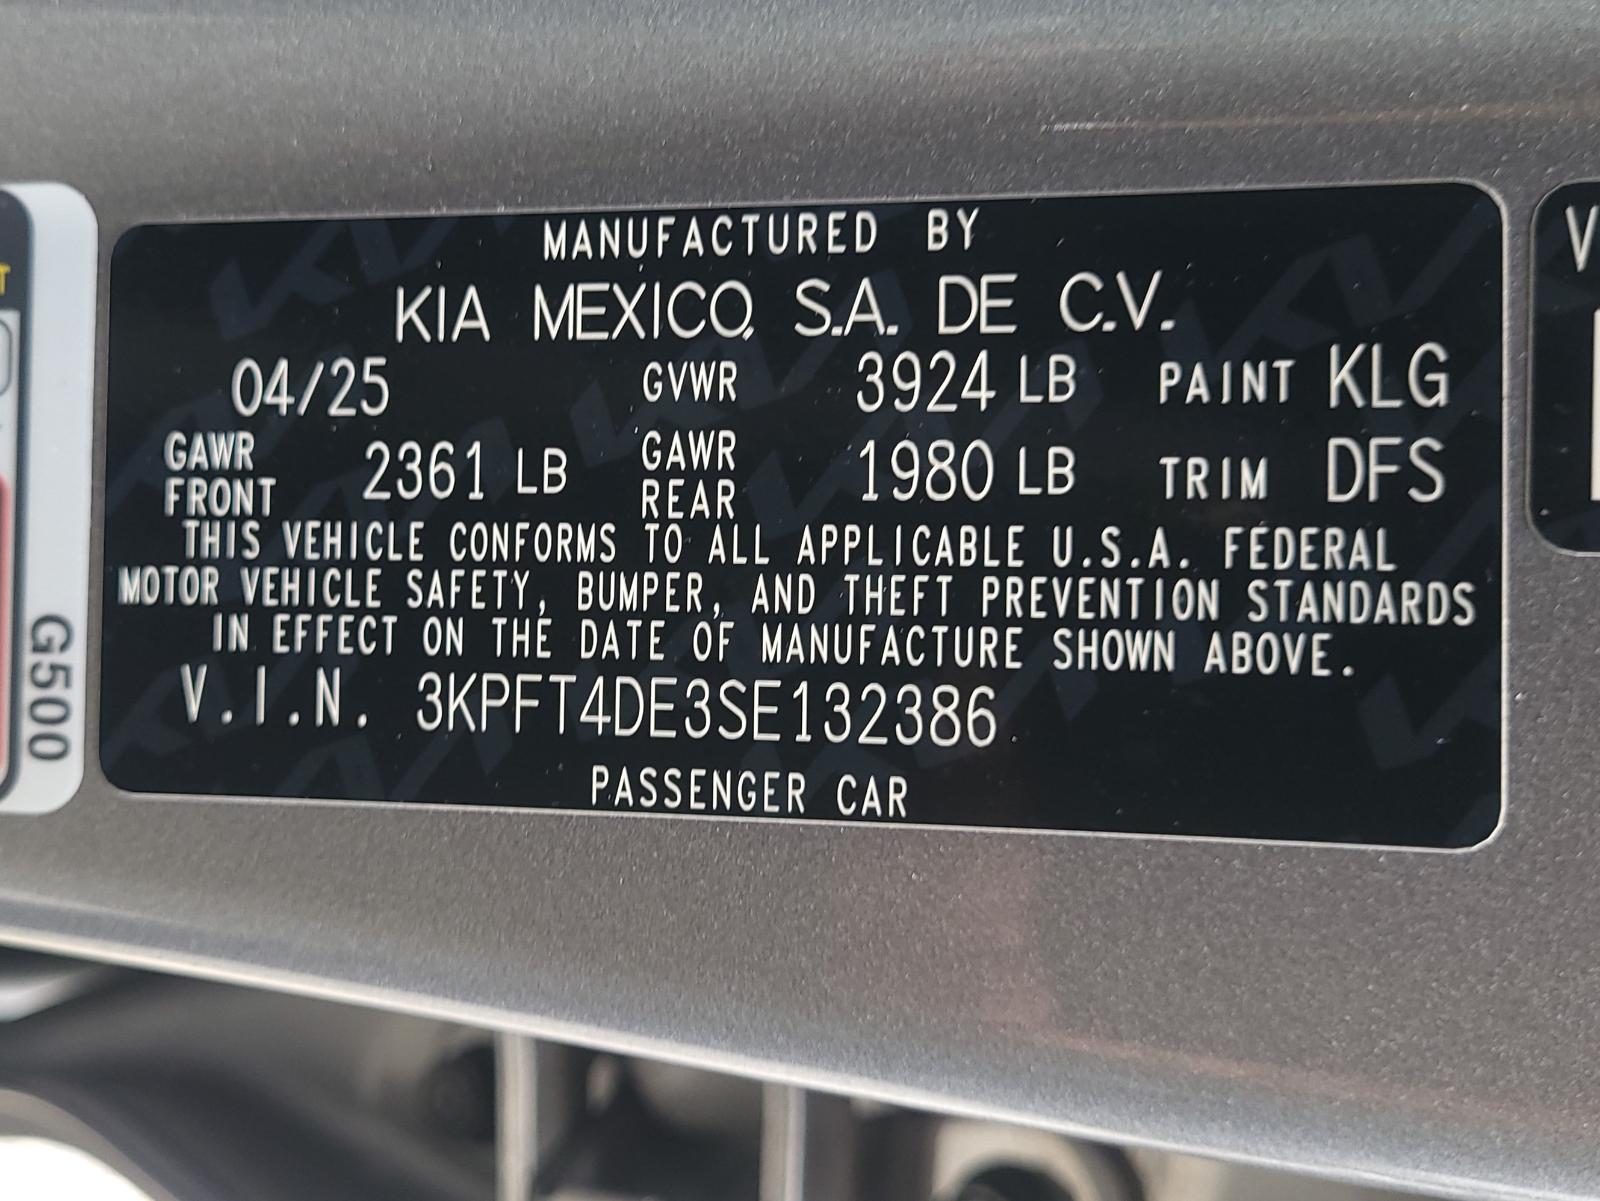 MANUFACTURED BY
KIA MEXICO, S.A. DE C.V.
04/25 GVWR 3924 LB PAINT KLG
GAWR FRONT 2361 LB GAWR REAR 1980 LB TRIM DFS
THIS VEHICLE CONFORMS TO ALL APPLICABLE U.S.A. FEDERAL
MOTOR VEHICLE SAFETY, BUMPER, AND THEFT PREVENTION STANDARDS
IN EFFECT ON THE DATE OF MANUFACTURE SHOWN ABOVE.
V.I.N. 3KPFT4DE3SE132386
PASSENGER CAR
G500
T
V